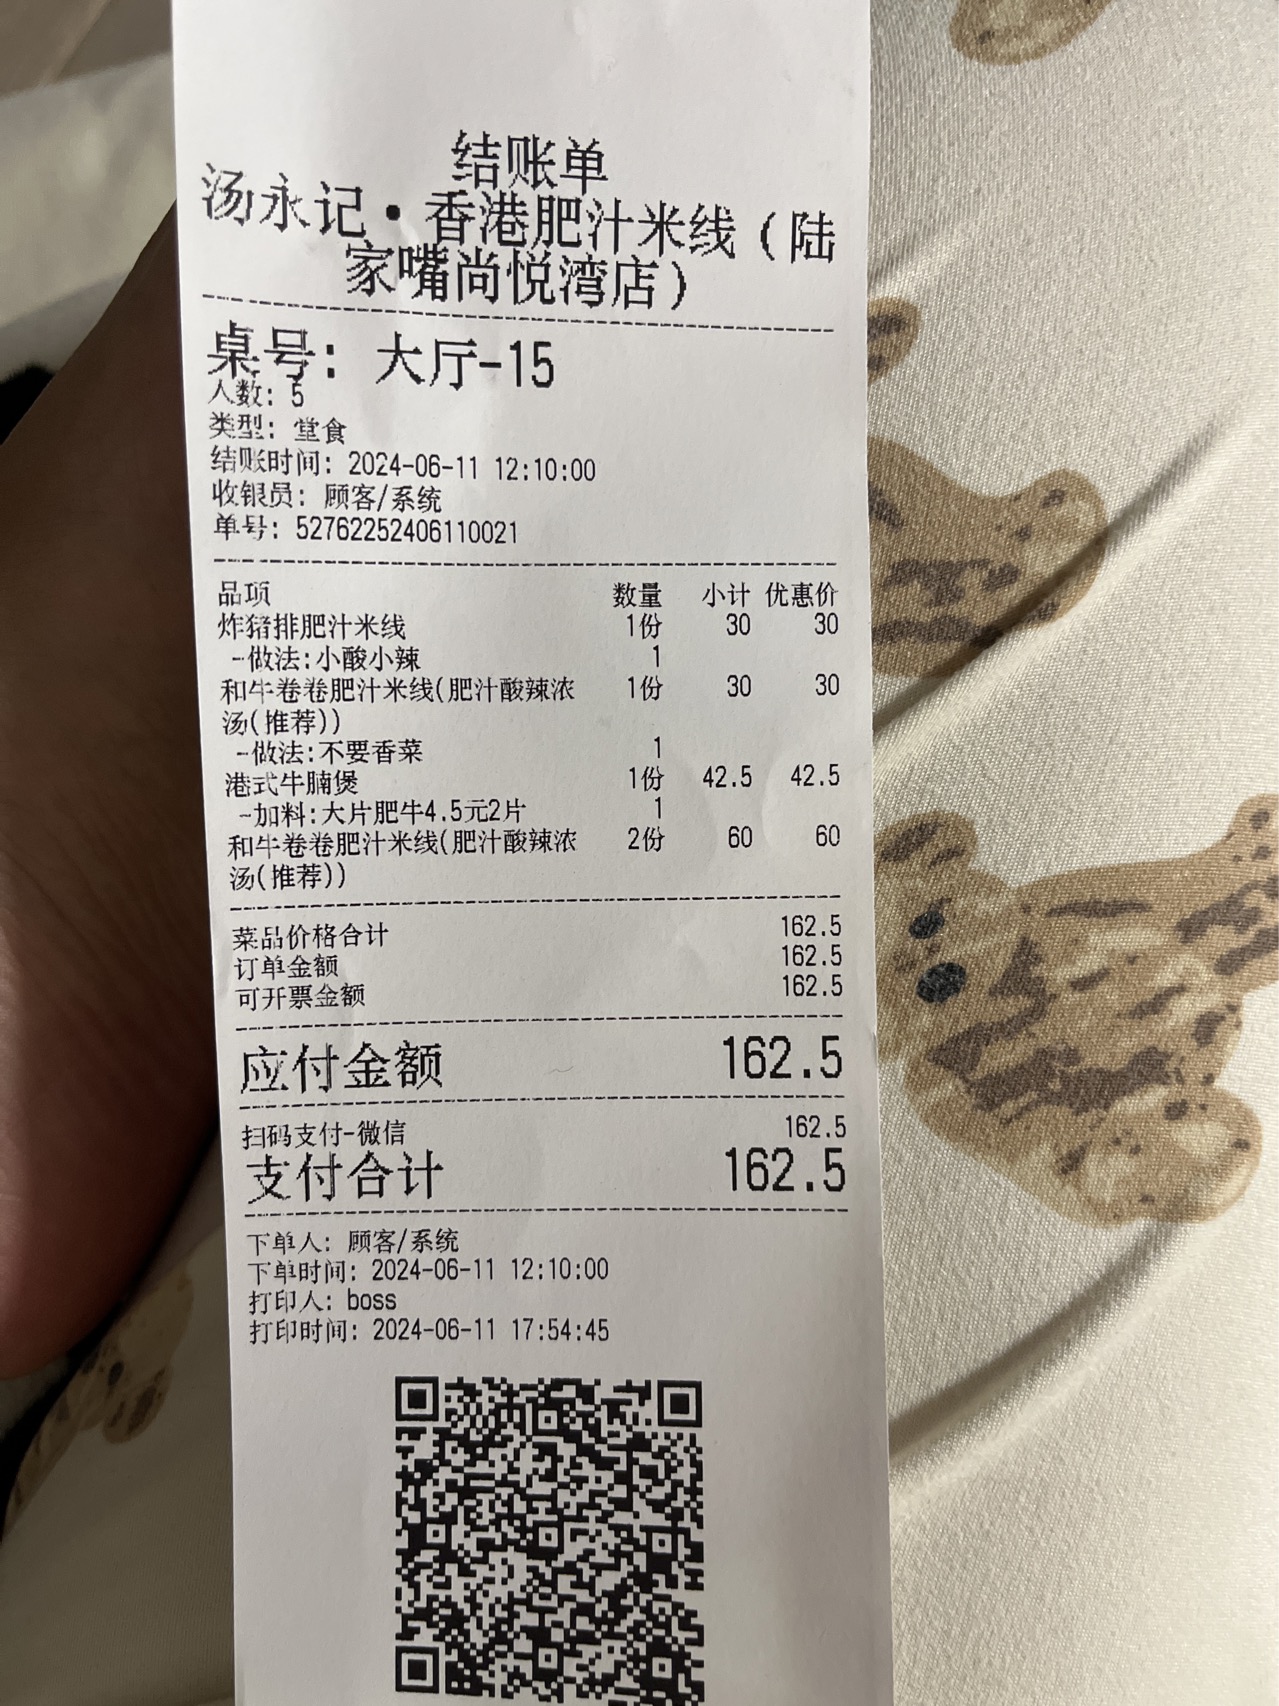 结账单
汤永记·香港肥汁米线（陆
家嘴尚悦湾店）
桌号：大厅-15
人数：5
类型：堂食
结账时间：2024-06-11 12:10:00
收银员：顾客/系统
单号：52762252406110021
品项 数量 小计 优惠价
炸猪排肥汁米线 1份 30 30
-做法:小酸小辣 1
和牛卷卷肥汁米线(肥汁酸辣浓 1份 30 30
汤(推荐))
-做法:不要香菜 1
港式牛腩煲 1份 42.5 42.5
-加料:大片肥牛4.5元2片 1
和牛卷卷肥汁米线(肥汁酸辣浓 2份 60 60
汤(推荐))
菜品价格合计 162.5
订单金额 162.5
可开票金额 162.5
应付金额 162.5
扫码支付-微信 162.5
支付合计 162.5
下单人：顾客/系统
下单时间：2024-06-11 12:10:00
打印人：boss
打印时间：2024-06-11 17:54:45